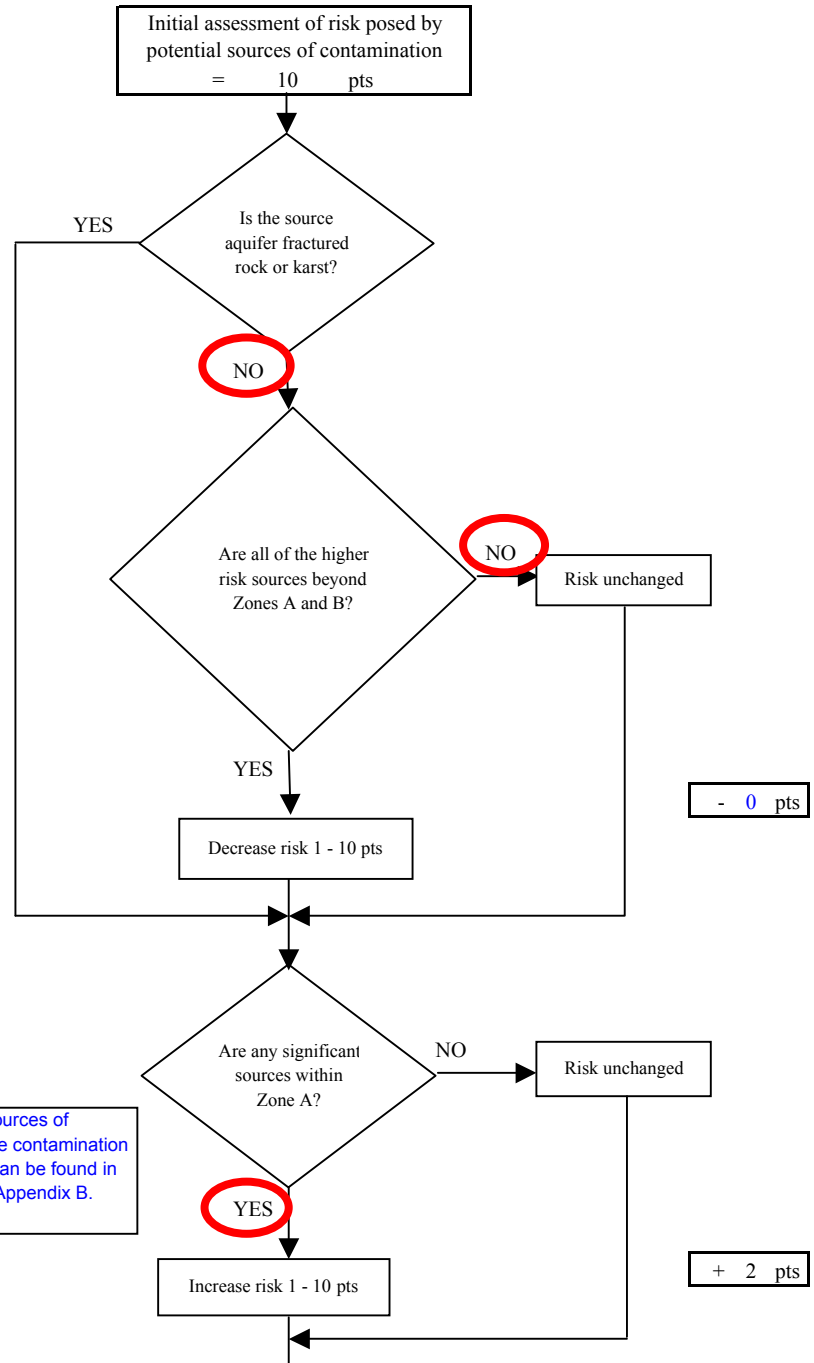 Initial assessment of risk posed by
potential sources of contamination
= 10 pts
YES
Is the source
aquifer fractured
rock or karst?
NO
Are all of the higher
risk sources beyond
Zones A and B?
NO
Risk unchanged
YES
- 0 pts
Decrease risk 1 - 10 pts
Are any significant
sources within
Zone A?
NO
Risk unchanged
contamination
an be found in
Appendix B.
YES
Increase risk 1 - 10 pts
+ 2 pts